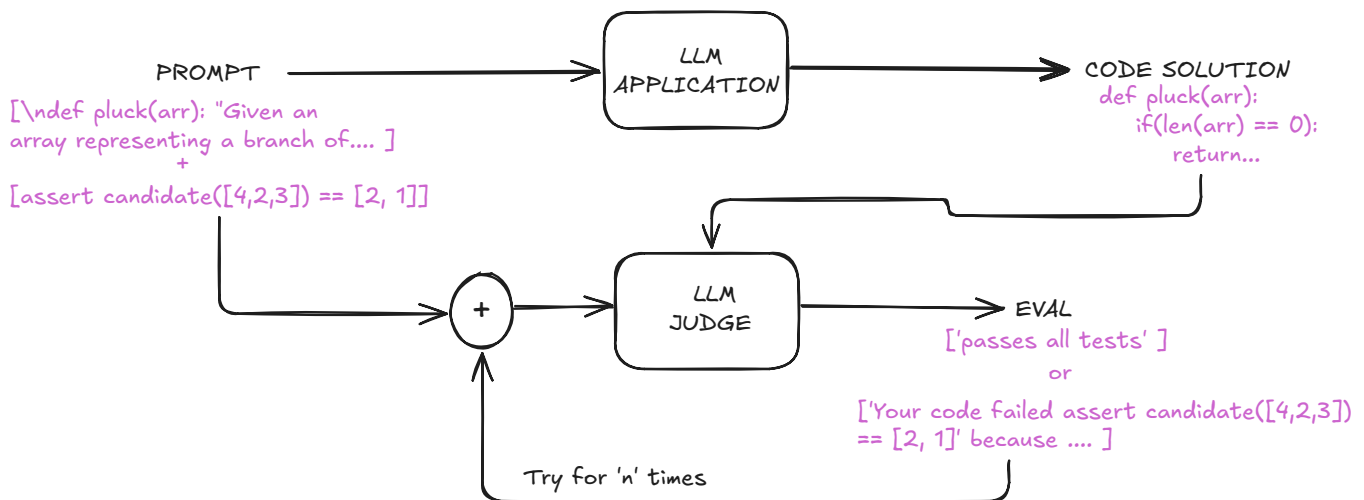 LLM
APPLICATION
PROMPT
CODE SOLUTION
[\ndef pluck(arr): "Given an
array representing a branch of.... ]
+
[assert candidate([4,2,3]) == [2, 1]]
def pluck(arr):
if(len(arr) == 0):
return...
+
LLM
JUDGE
EVAL
['passes all tests' ]
or
['Your code failed assert candidate([4,2,3])
== [2, 1]' because .... ]
Try for 'n' times